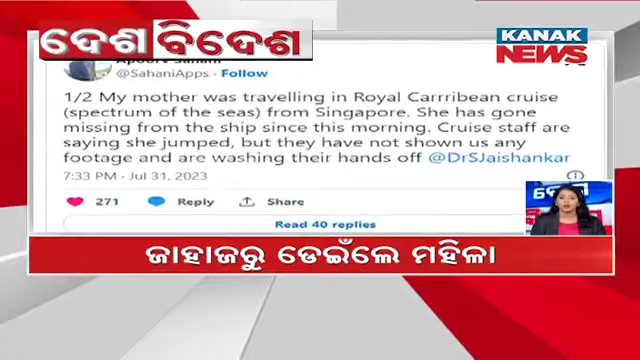 ଦେଶ ବିଦେଶ
KANAK
NEWS
Apoorv Sahani
@SahaniApps · Follow
1/2 My mother was travelling in Royal Carrribean cruise
(spectrum of the seas) from Singapore. She has gone
missing from the ship since this morning. Cruise staff are
saying she jumped, but they have not shown us any
footage and are washing their hands off @DrSJaishankar
7:33 PM - Jul 31, 2023
271 Reply Share
Read 40 replies
ଜାହାଜରୁ ଡେଇଁଲେ ମହିଳା